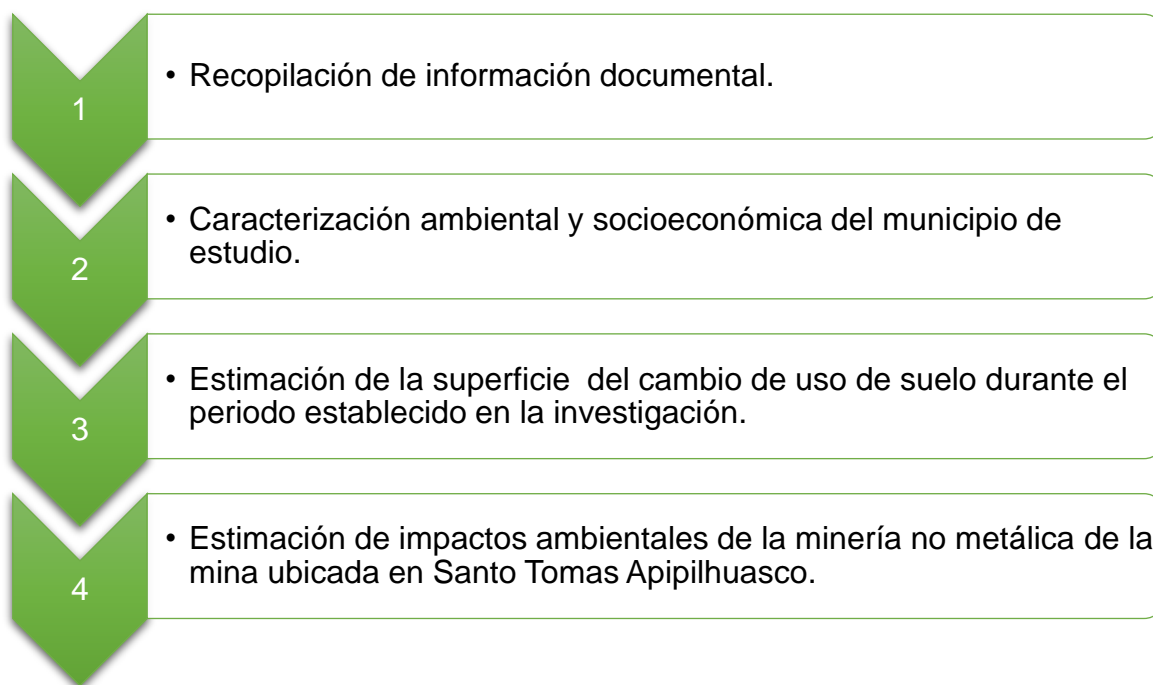 1
• Recopilación de información documental.
2
• Caracterización ambiental y socioeconómica del municipio de
estudio.
3
• Estimación de la superficie  del cambio de uso de suelo durante el
periodo establecido en la investigación.
4
• Estimación de impactos ambientales de la minería no metálica de la
mina ubicada en Santo Tomas Apipilhuasco.